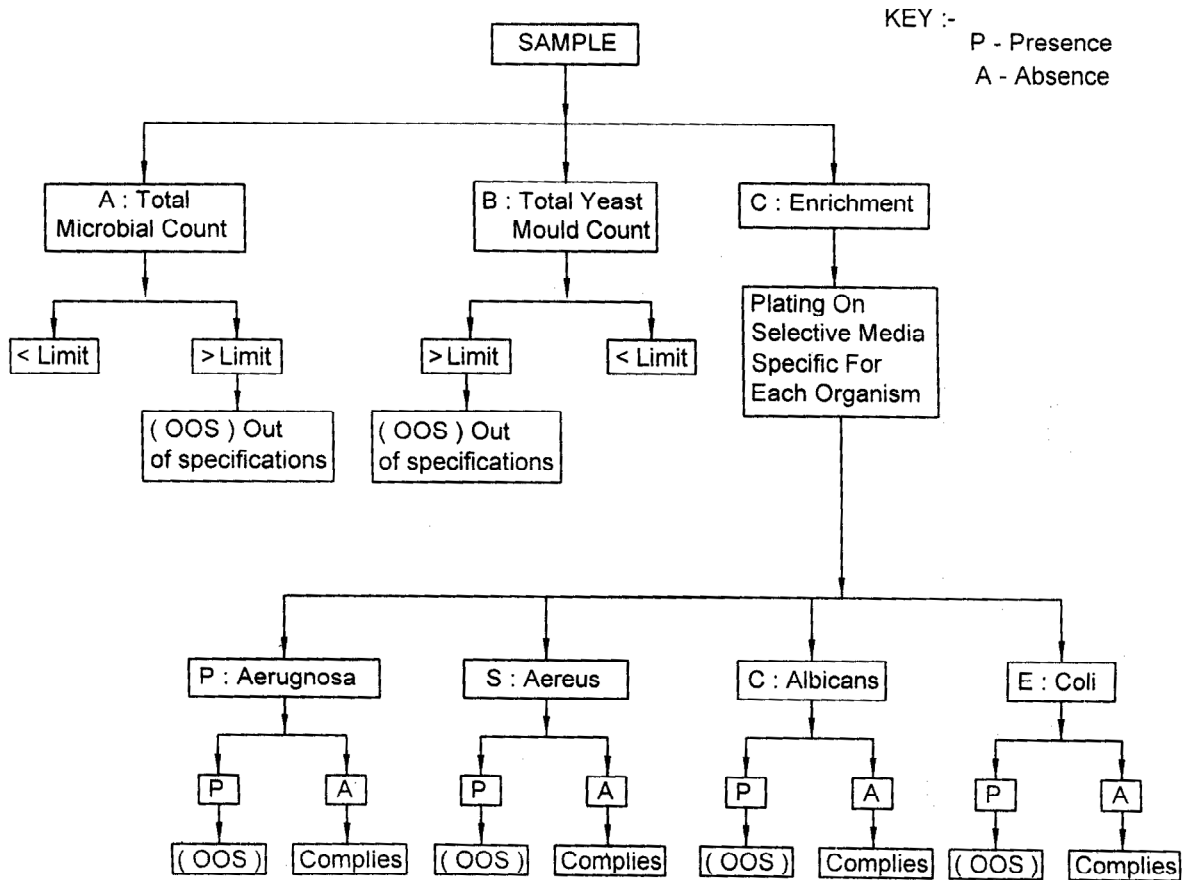 KEY :-
P - Presence
A - Absence
SAMPLE
A : Total
Microbial Count
B : Total Yeast
Mould Count
C : Enrichment
< Limit
> Limit
> Limit
< Limit
( OOS ) Out
of specifications
( OOS ) Out
of specifications
Plating On
Selective Media
Specific For
Each Organism
P : Aerugnosa
S : Aereus
C : Albicans
E : Coli
P
A
P
A
P
A
P
A
( OOS )
Complies
( OOS )
Complies
( OOS )
Complies
( OOS )
Complies